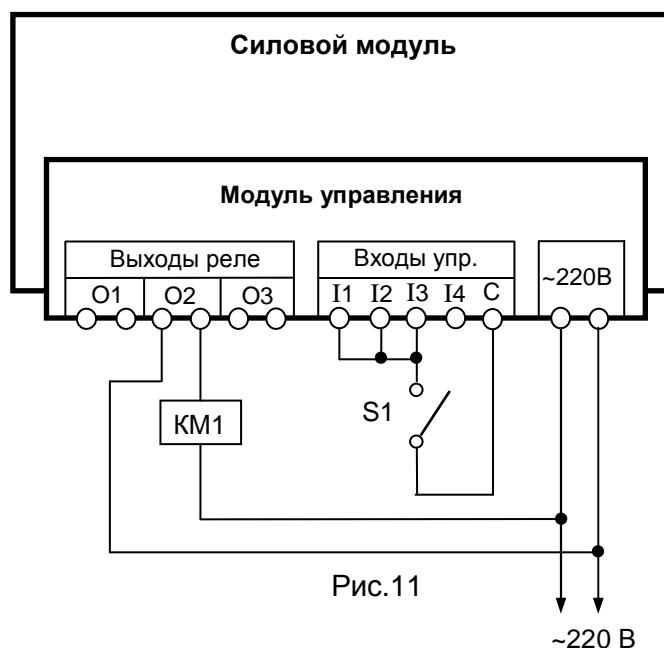 Силовой модуль
Модуль управления
Выходы реле
Входы упр.
~220В
O1 O2 O3
I1 I2 I3 I4 C
S1
КМ1
Рис.11
~220 В